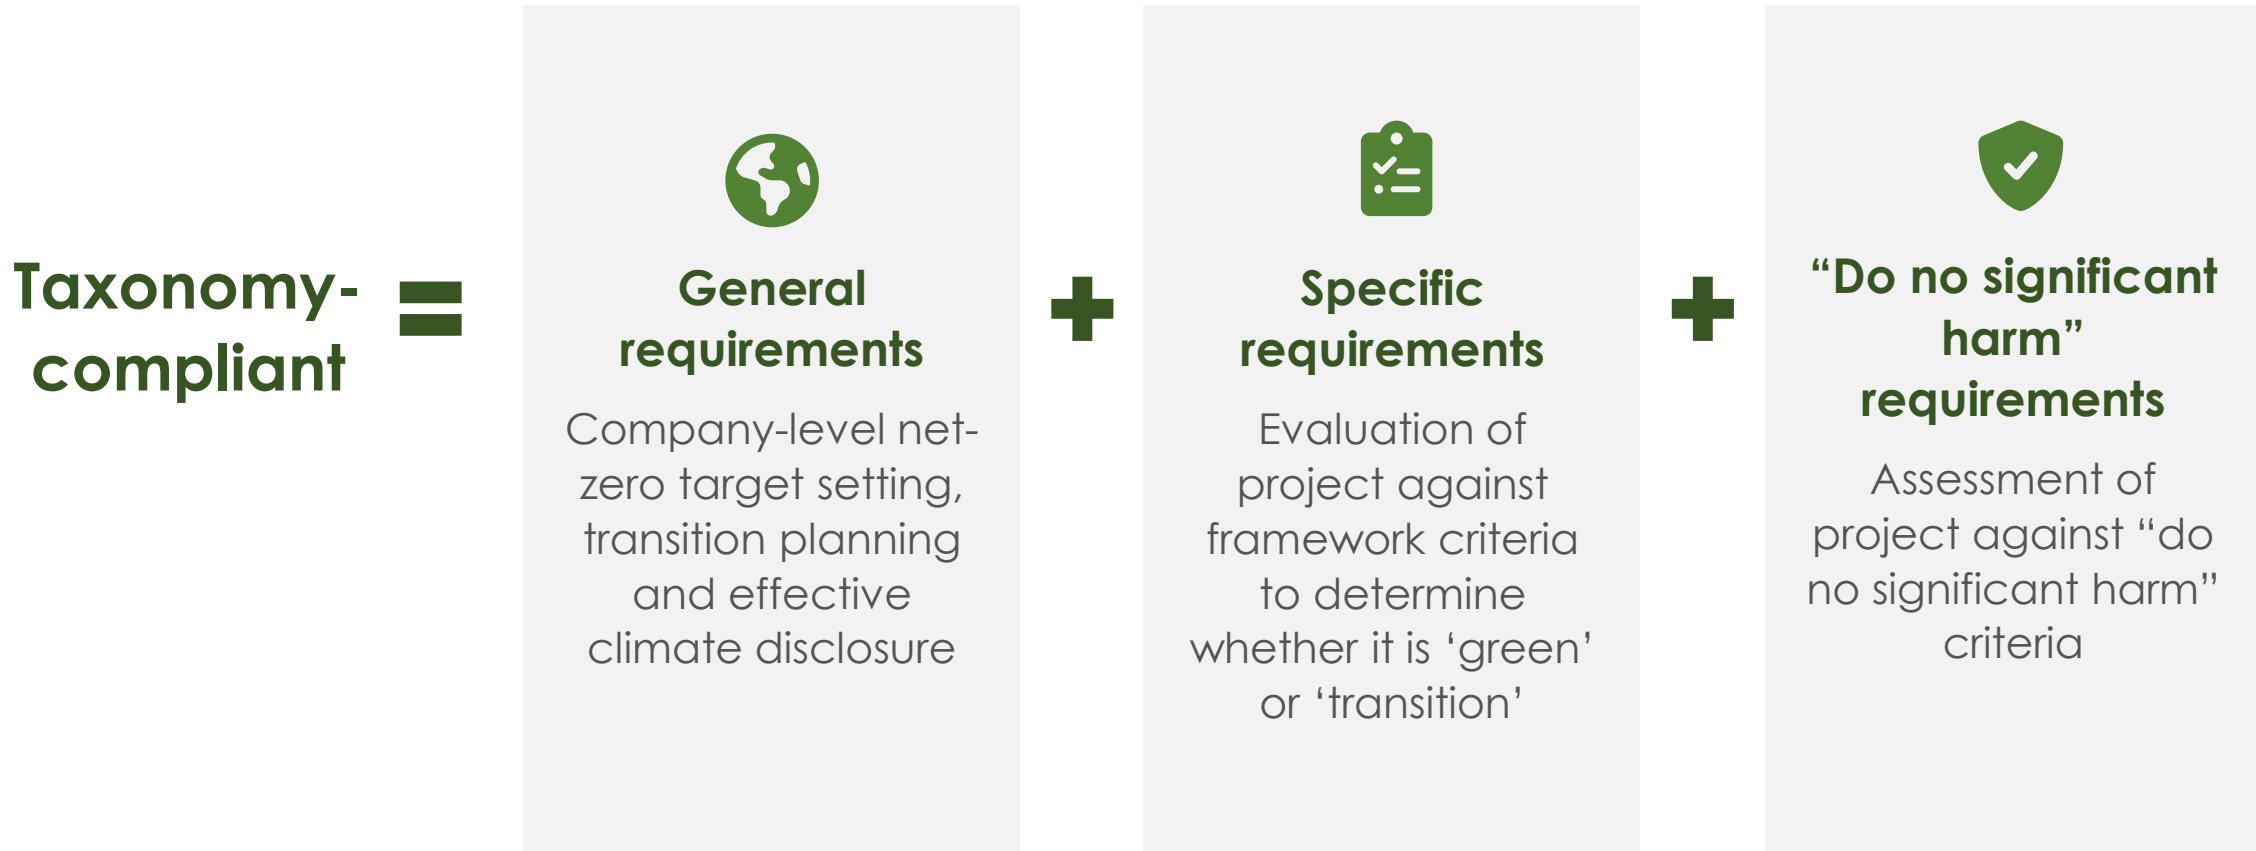 Taxonomy-
compliant
=
General
requirements
Company-level net-
zero target setting,
transition planning
and effective
climate disclosure
+
Specific
requirements
Evaluation of
project against
framework criteria
to determine
whether it is ‘green’
or ‘transition’
+
“Do no significant
harm”
requirements
Assessment of
project against “do
no significant harm”
criteria